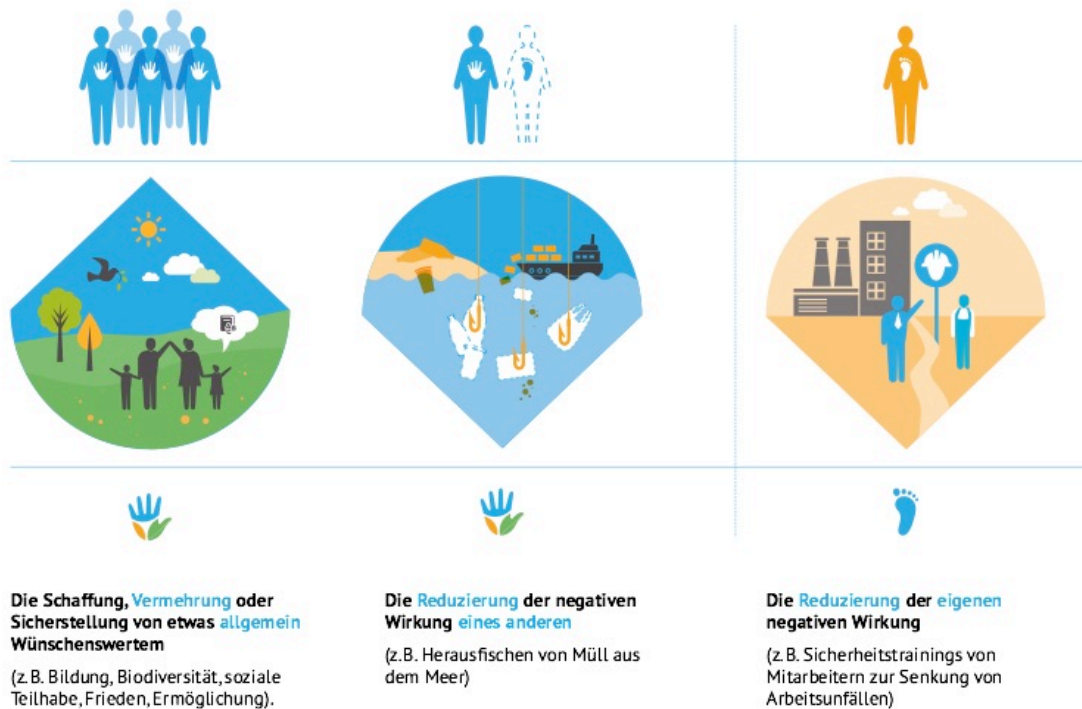 Die Schaffung, Vermehrung oder
Sicherstellung von etwas allgemein
Wünschenswertem
(z. B. Bildung, Biodiversität, soziale
Teilhabe, Frieden, Ermöglichung).
Die Reduzierung der negativen
Wirkung eines anderen
(z.B. Herausfischen von Müll aus
dem Meer)
Die Reduzierung der eigenen
negativen Wirkung
(z. B. Sicherheitstrainings von
Mitarbeitern zur Senkung von
Arbeitsunfällen)